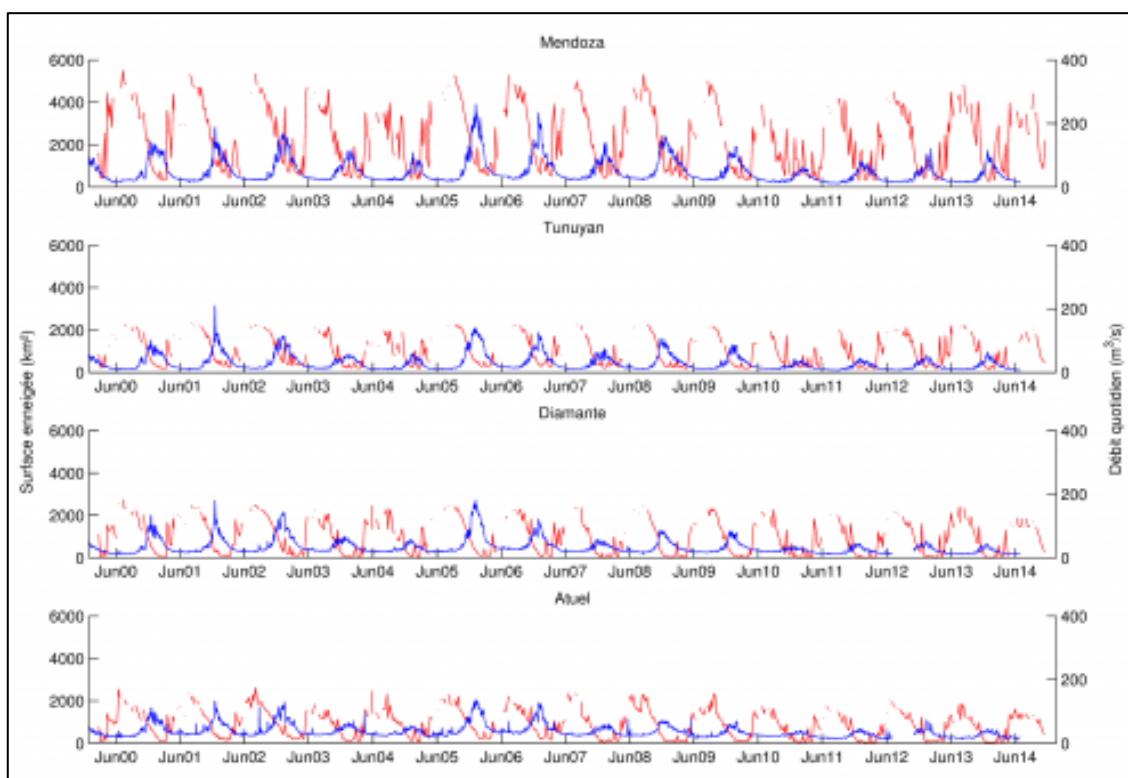 Mendoza
6000 400
4000
2000 200
0 0
Jun00 Jun01 Jun02 Jun03 Jun04 Jun05 Jun06 Jun07 Jun08 Jun09 Jun10 Jun11 Jun12 Jun13 Jun14
Tunuyan
6000 400
4000
2000 200
0 0
Jun00 Jun01 Jun02 Jun03 Jun04 Jun05 Jun06 Jun07 Jun08 Jun09 Jun10 Jun11 Jun12 Jun13 Jun14
Surface enneigée (km²)
Débit quotidien (m³/s)
Diamante
6000 400
4000
2000 200
0 0
Jun00 Jun01 Jun02 Jun03 Jun04 Jun05 Jun06 Jun07 Jun08 Jun09 Jun10 Jun11 Jun12 Jun13 Jun14
Atuel
6000 400
4000
2000 200
0 0
Jun00 Jun01 Jun02 Jun03 Jun04 Jun05 Jun06 Jun07 Jun08 Jun09 Jun10 Jun11 Jun12 Jun13 Jun14